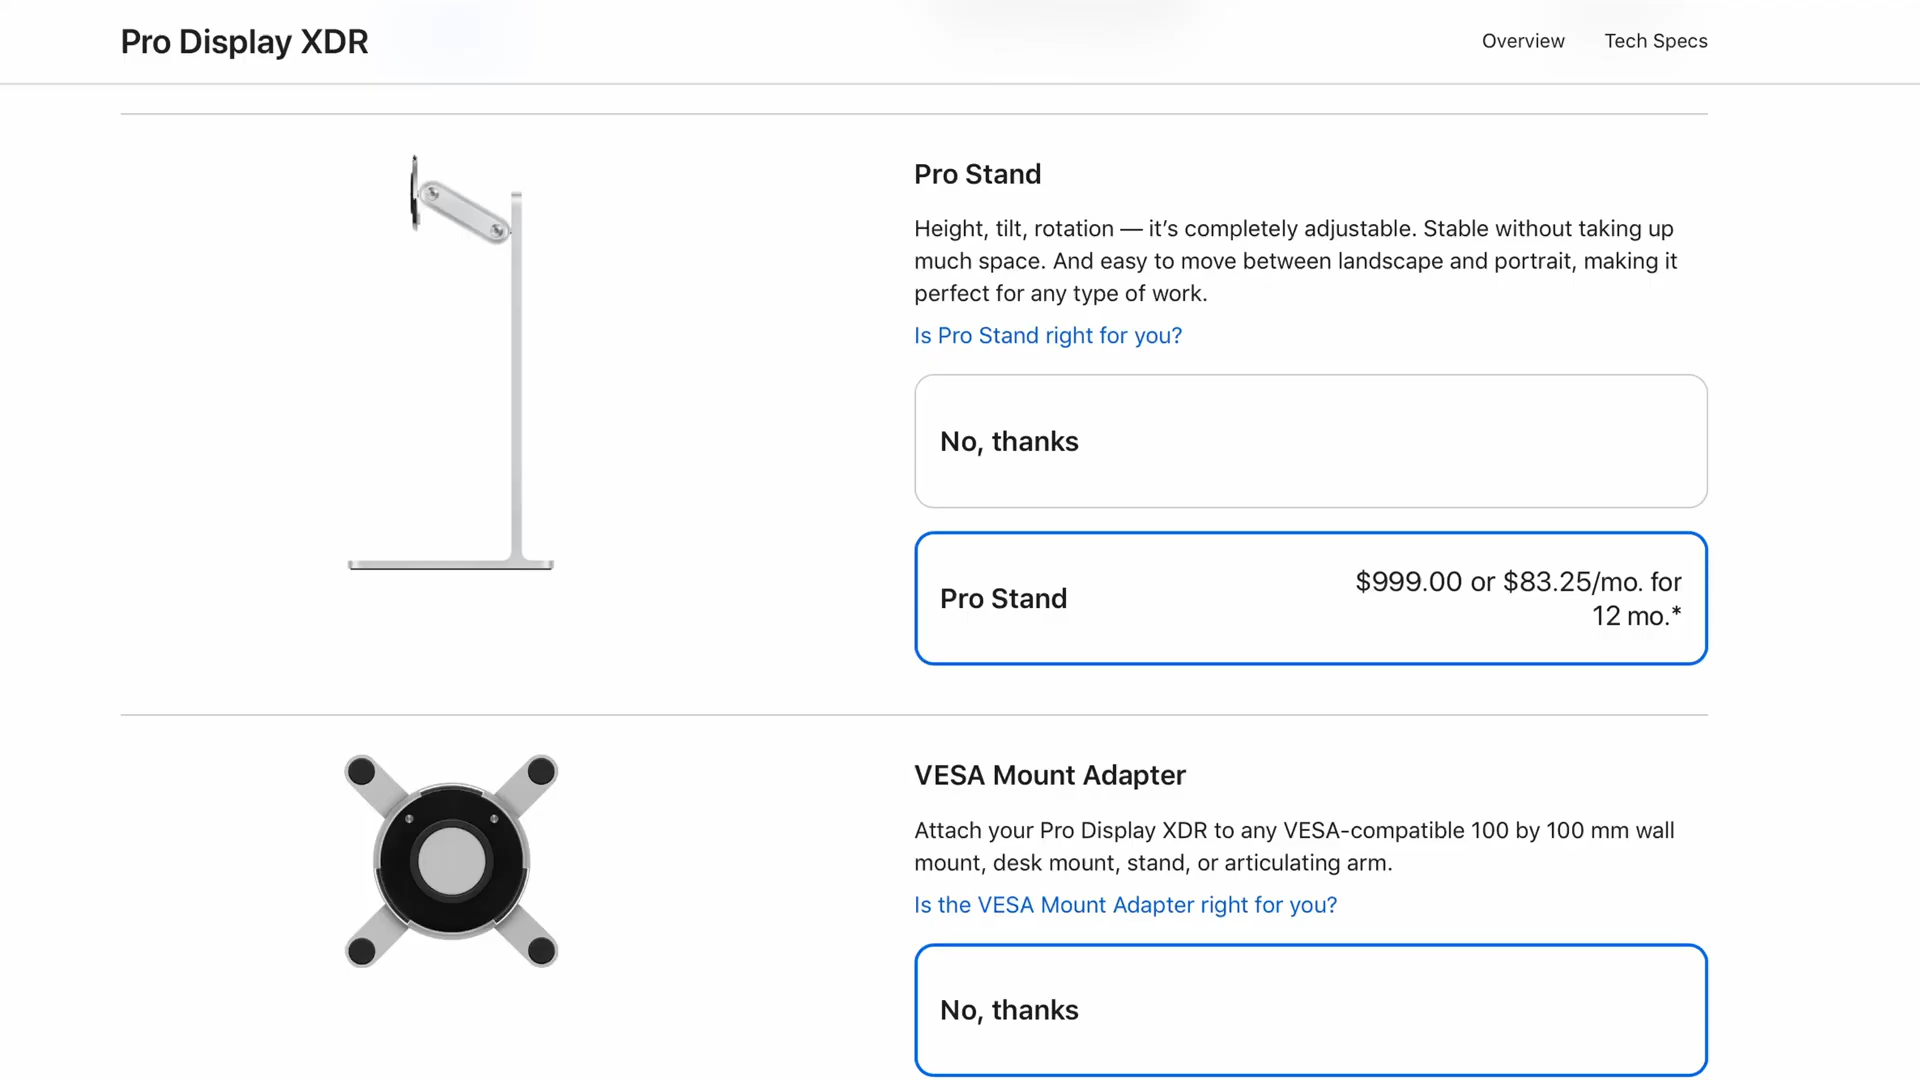 Pro Display XDR
Overview
Tech Specs
Pro Stand
Height, tilt, rotation — it’s completely adjustable. Stable without taking up
much space. And easy to move between landscape and portrait, making it
perfect for any type of work.
Is Pro Stand right for you?
No, thanks
Pro Stand
$999.00 or $83.25/mo. for
12 mo.*
VESA Mount Adapter
Attach your Pro Display XDR to any VESA-compatible 100 by 100 mm wall
mount, desk mount, stand, or articulating arm.
Is the VESA Mount Adapter right for you?
No, thanks